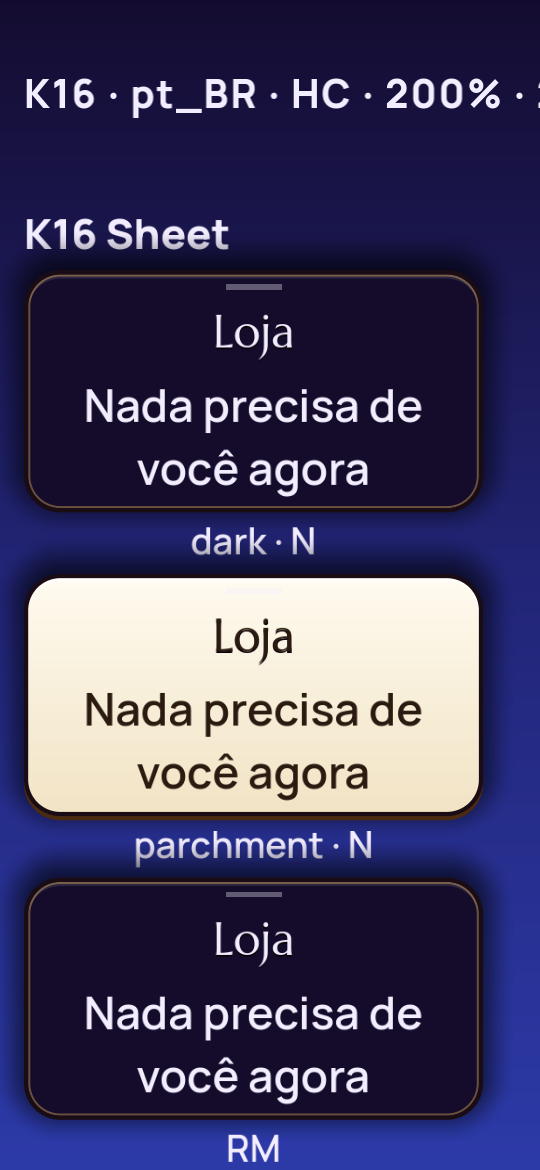 K16 · pt_BR · HC · 200% ·
K16 Sheet
Loja
Nada precisa de
você agora
dark · N
Loja
Nada precisa de
você agora
parchment · N
Loja
Nada precisa de
você agora
RM